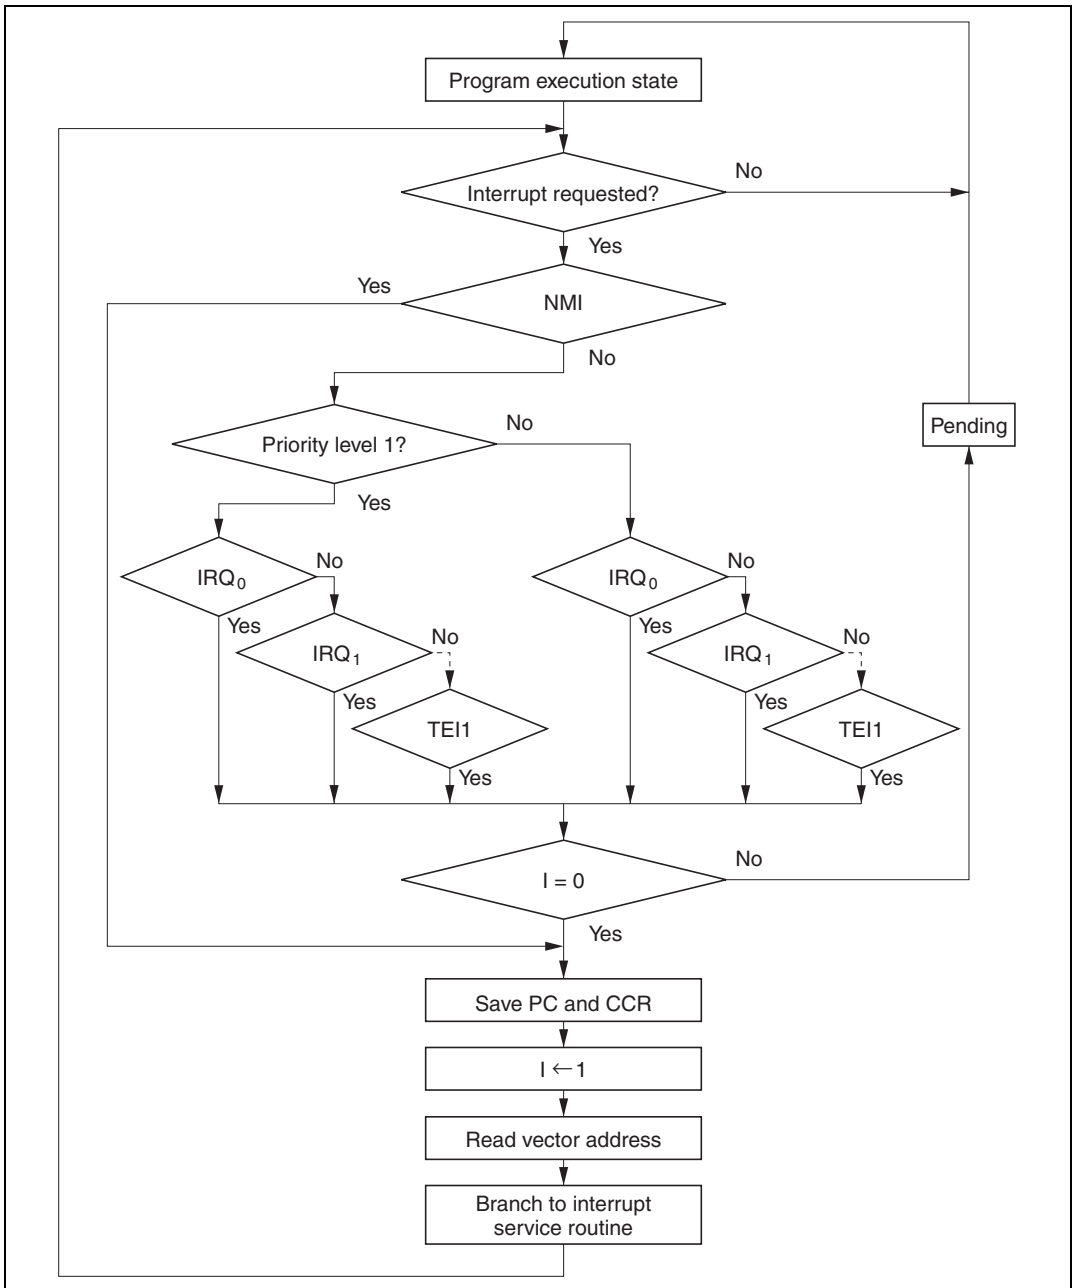 Program execution state
Interrupt requested?
No
Yes
Yes
NMI
No
Pending
Priority level 1?
No
Yes
IRQ0
No
IRQ0
No
Yes
IRQ1
No
Yes
IRQ1
No
Yes
TEI1
Yes
TEI1
Yes
Yes
I = 0
No
Yes
Save PC and CCR
I ← 1
Read vector address
Branch to interrupt
service routine